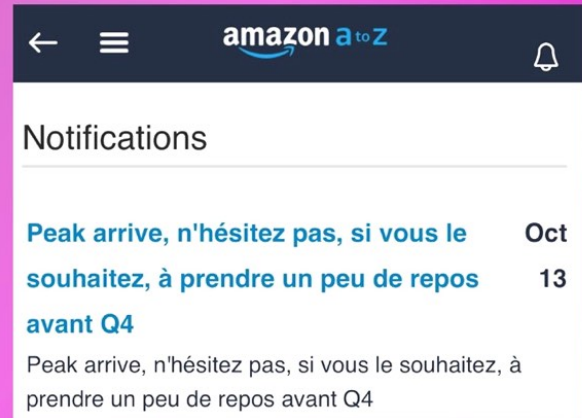 amazon a to z
Notifications
Peak arrive, n'hésitez pas, si vous le Oct
souhaitez, à prendre un peu de repos 13
avant Q4
Peak arrive, n'hésitez pas, si vous le souhaitez, à
prendre un peu de repos avant Q4